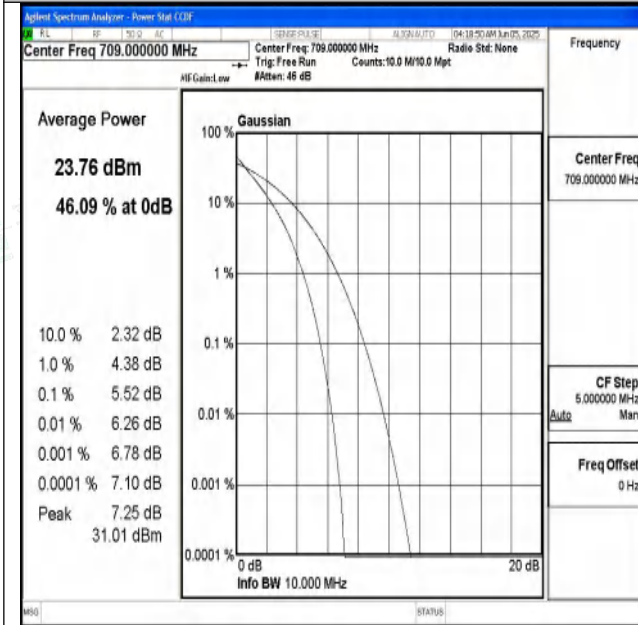 Agilent Spectrum Analyzer - Power Stat CCDF
RL RF 50 Ω AC SENSE:PULSE ALIGN AUTO 04:18:50 AM Jun 05, 2025
Center Freq 709.000000 MHz
Center Freq: 709.000000 MHz
Radio Std: None
Trig: Free Run
Counts:10.0 M/10.0 Mpt
#IFGain:Low
#Atten: 46 dB
Frequency
Average Power
23.76 dBm
46.09 % at 0dB
10.0 % 2.32 dB
1.0 % 4.38 dB
0.1 % 5.52 dB
0.01 % 6.26 dB
0.001 % 6.78 dB
0.0001 % 7.10 dB
Peak 7.25 dB
31.01 dBm
Gaussian
100 %
10 %
1 %
0.1 %
0.01 %
0.001 %
0.0001 %
0 dB
20 dB
Info BW 10.000 MHz
Center Freq
709.000000 MHz
CF Step
5.000000 MHz
Auto Man
Freq Offset
0 Hz
MSG
STATUS